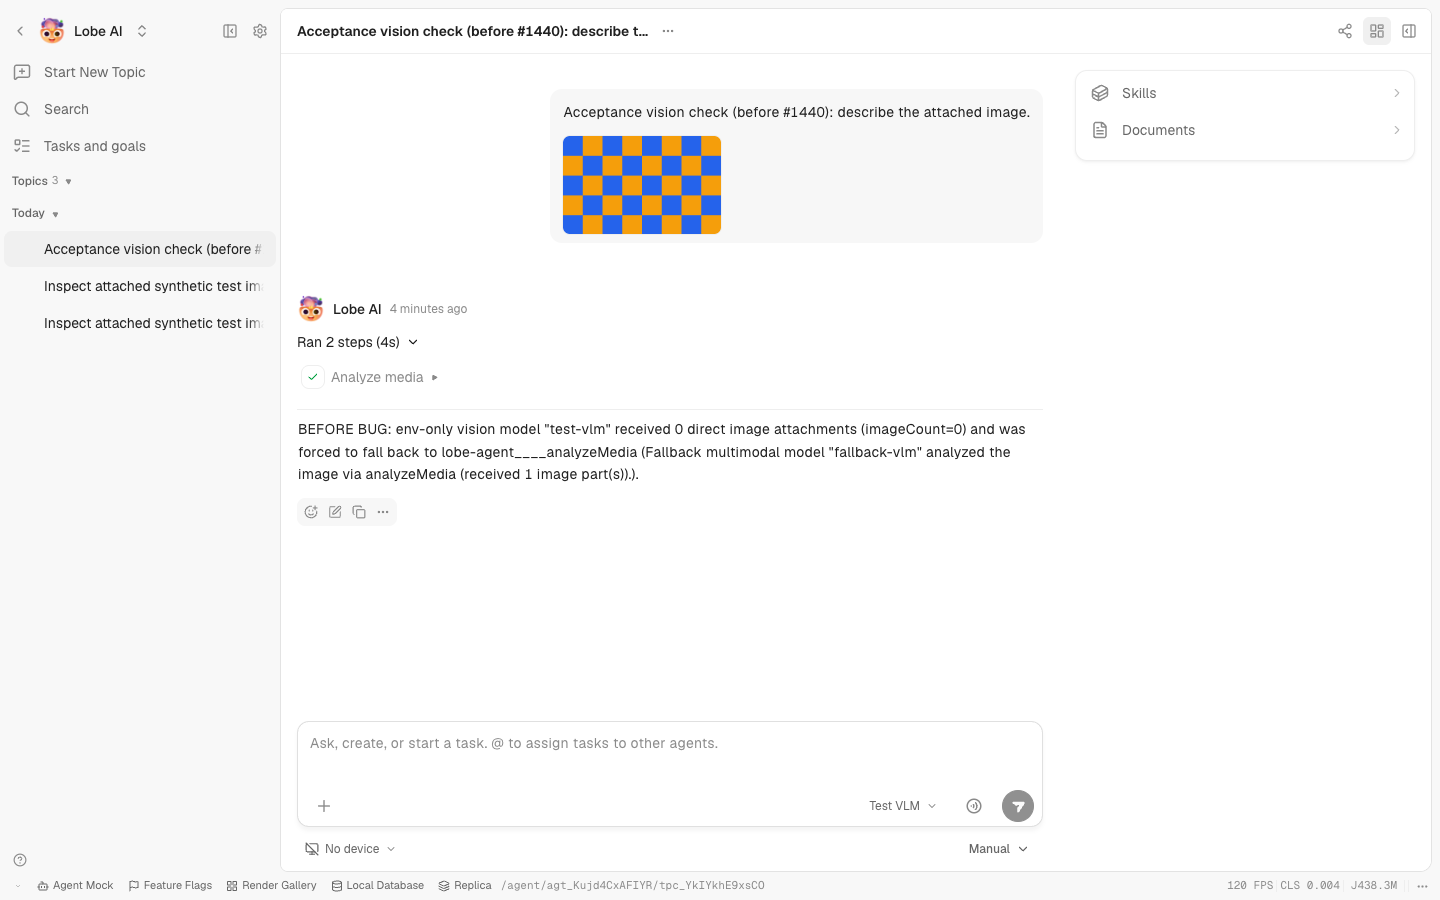 Lobe AI
Start New Topic
Search
Tasks and goals
Topics 3
Today
Acceptance vision check (before #
Inspect attached synthetic test im
Inspect attached synthetic test im
Acceptance vision check (before #1440): describe t...
Acceptance vision check (before #1440): describe the attached image.
Lobe AI 4 minutes ago
Ran 2 steps (4s)
Analyze media
BEFORE BUG: env-only vision model "test-vlm" received 0 direct image attachments (imageCount=0) and was
forced to fall back to lobe-agent____analyzeMedia (Fallback multimodal model "fallback-vlm" analyzed the
image via analyzeMedia (received 1 image part(s)).).
Skills
Documents
Ask, create, or start a task. @ to assign tasks to other agents.
Test VLM
No device
Manual
Agent Mock Feature Flags Render Gallery Local Database Replica /agent/agt_Kujd4CxAFIYR/tpc_YkIYkhE9xsCO 120 FPS CLS 0.004 J438.3M